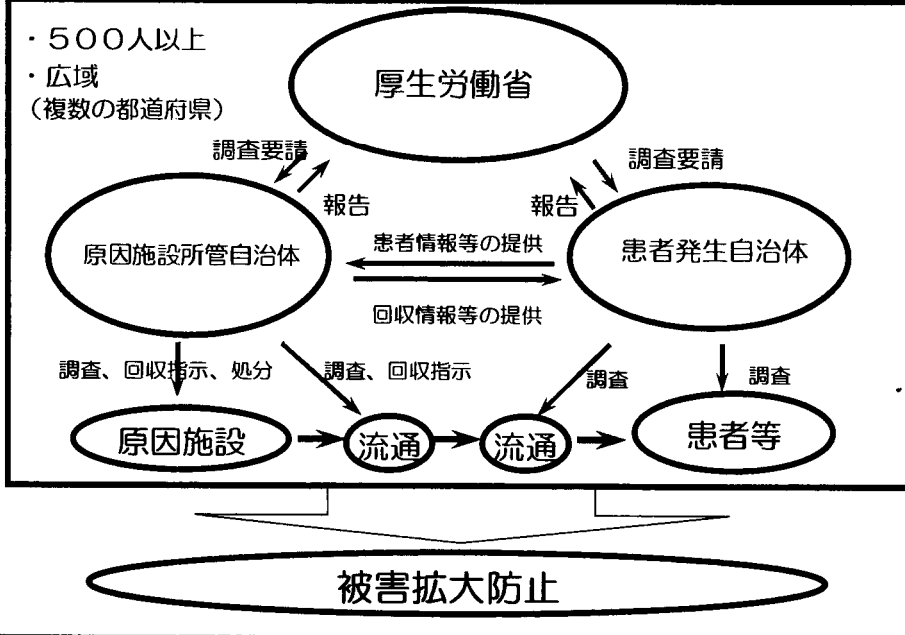 ・５００人以上
・広域
（複数の都道府県）
厚生労働省
調査要請
報告
調査要請
報告
原因施設所管自治体
患者情報等の提供
回収情報等の提供
患者発生自治体
調査、回収指示、処分
調査、回収指示
調査
調査
原因施設
流通
流通
患者等
被害拡大防止